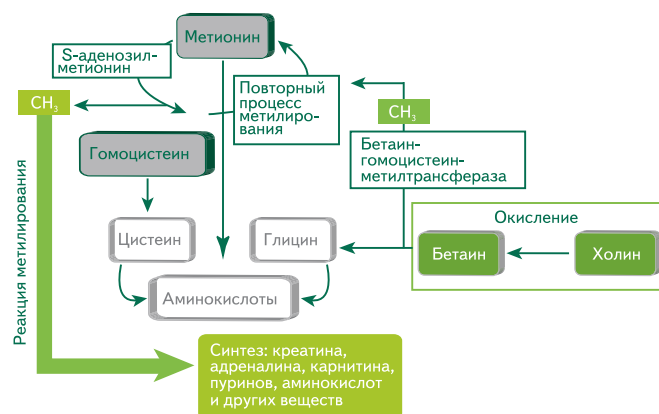 Метионин
S-аденозил-
метионин
Повторный
процесс
метилиро-
вания
CH₃
CH₃
Гомоцистеин
Бетаин-
гомоцистеин-
метилтрансфераза
Реакция метилирования
Окисление
Цистеин
Глицин
Бетаин
Холин
Аминокислоты
Синтез: креатина,
адреналина, карнитина,
пуринов, аминокислот
и других веществ